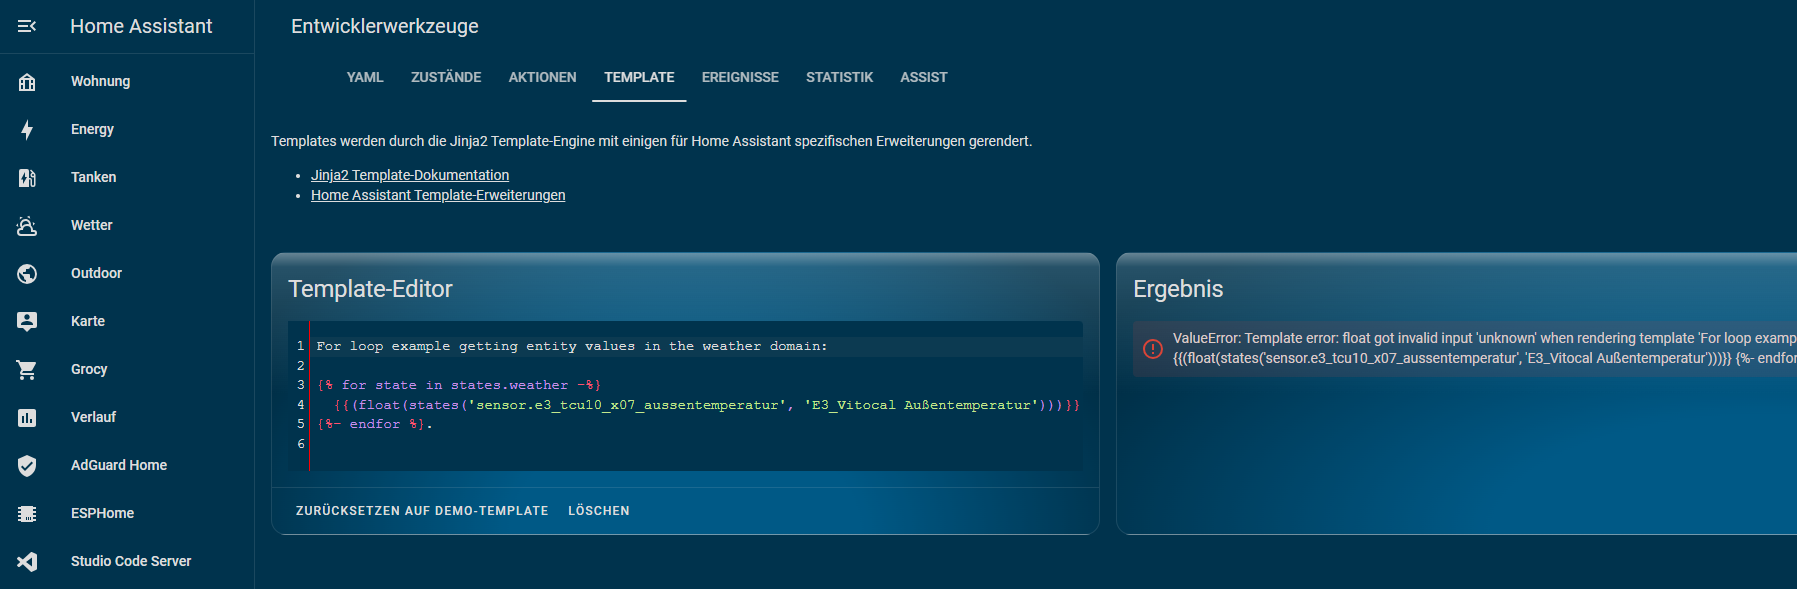 Home Assistant
Wohnung
Energy
Tanken
Wetter
Outdoor
Karte
Grocy
Verlauf
AdGuard Home
ESPHome
Studio Code Server
Entwicklerwerkzeuge
YAML ZUSTÄNDE AKTIONEN TEMPLATE EREIGNISSE STATISTIK ASSIST
Templates werden durch die Jinja2 Template-Engine mit einigen für Home Assistant spezifischen Erweiterungen gerendert.
• Jinja2 Template-Dokumentation
• Home Assistant Template-Erweiterungen
Template-Editor
1 For loop example getting entity values in the weather domain:
2
3 {% for state in states.weather -%}
4 {{(float(states('sensor.e3_tcu10_x07_aussentemperatur', 'E3_Vitocal Außentemperatur')))}}
5 {%- endfor %}.
6
ZURÜCKSETZEN AUF DEMO-TEMPLATE LÖSCHEN
Ergebnis
ValueError: Template error: float got invalid input 'unknown' when rendering template 'For loop examp
{{(float(states('sensor.e3_tcu10_x07_aussentemperatur', 'E3_Vitocal Außentemperatur')))}} {%- endfor